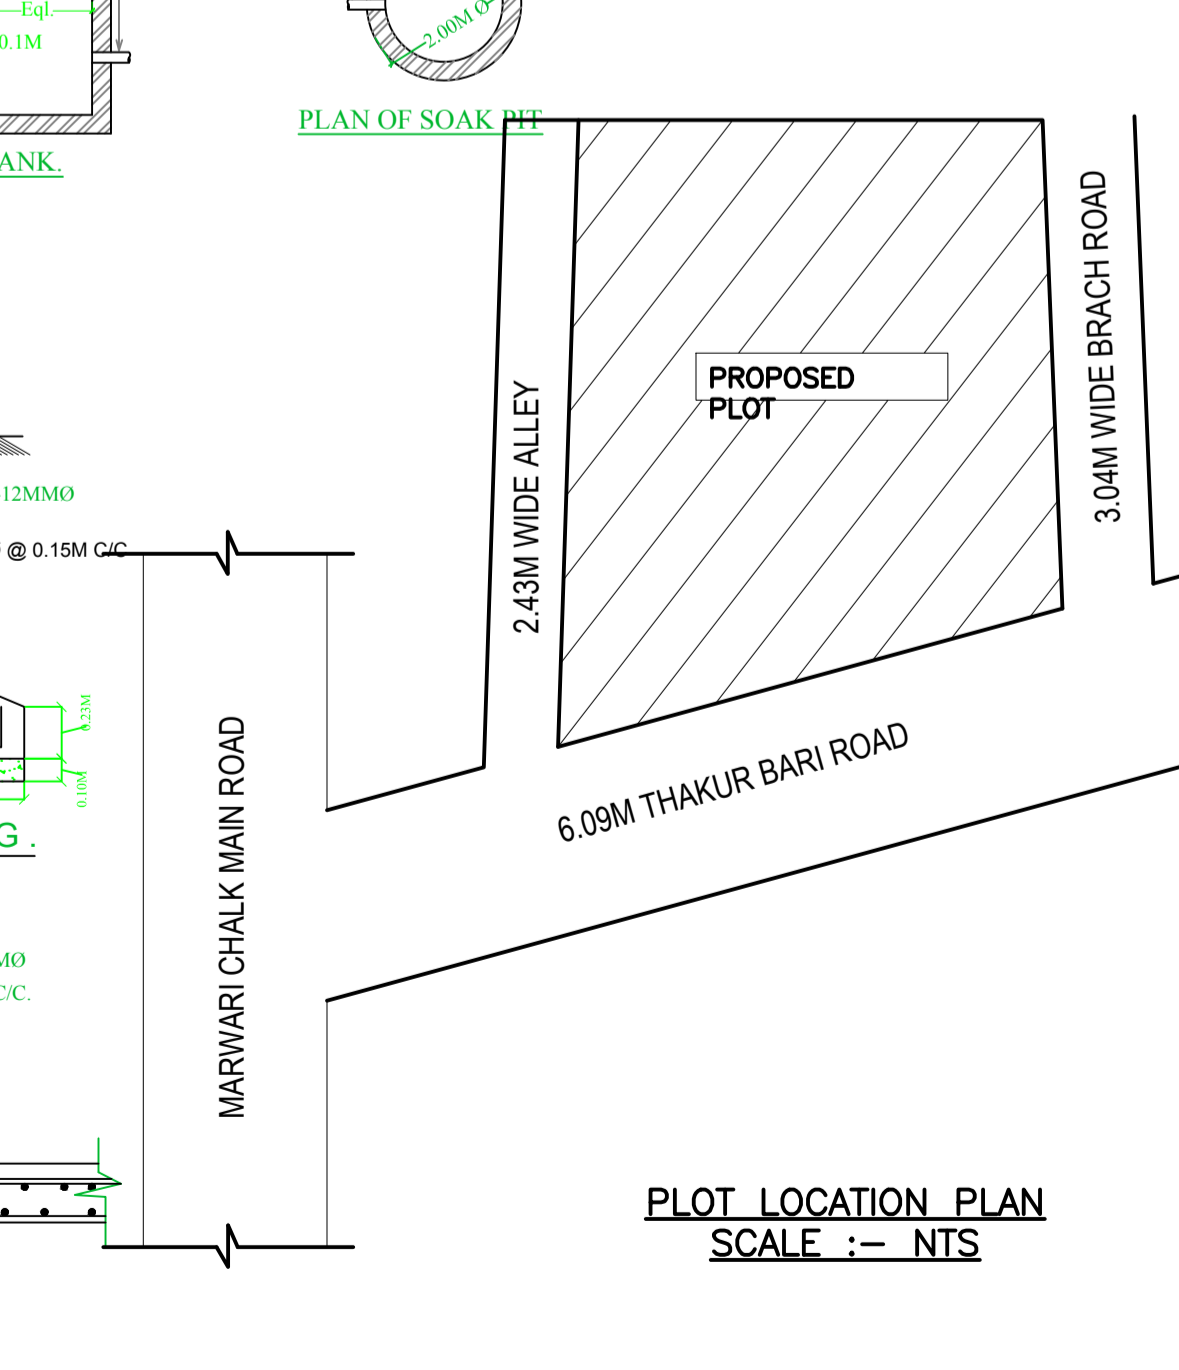 Eql.
0.1M
2.00M Ø
PLAN OF SOAK PIT
ANK.
PROPOSED
PLOT
2.43M WIDE ALLEY
3.04M WIDE BRACH ROAD
12MMØ
@ 0.15M C/C
0.23M
0.10M
G .
MARWARI CHALK MAIN ROAD
6.09M THAKUR BARI ROAD
MØ
C/C.
PLOT LOCATION PLAN
SCALE :- NTS